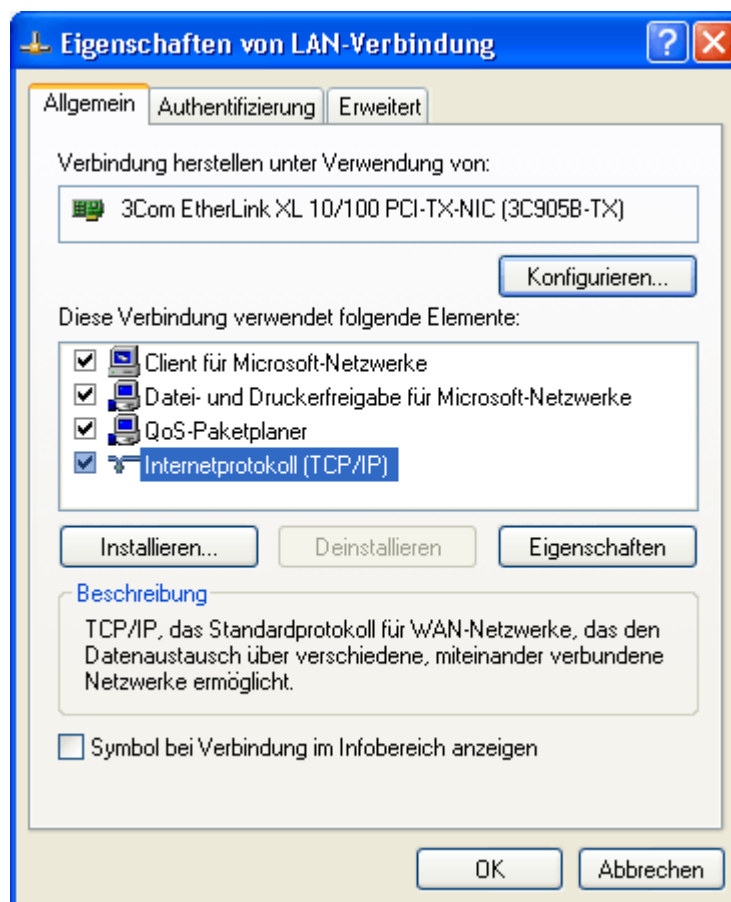 Eigenschaften von LAN-Verbindung
Allgemein
Authentifizierung
Erweitert
Verbindung herstellen unter Verwendung von:
3Com EtherLink XL 10/100 PCI-TX-NIC (3C905B-TX)
Konfigurieren...
Diese Verbindung verwendet folgende Elemente:
Client für Microsoft-Netzwerke
Datei- und Druckerfreigabe für Microsoft-Netzwerke
QoS-Paketplaner
Internetprotokoll (TCP/IP)
Installieren...
Deinstallieren
Eigenschaften
Beschreibung
TCP/IP, das Standardprotokoll für WAN-Netzwerke, das den
Datenaustausch über verschiedene, miteinander verbundene
Netzwerke ermöglicht.
Symbol bei Verbindung im Infobereich anzeigen
OK
Abbrechen